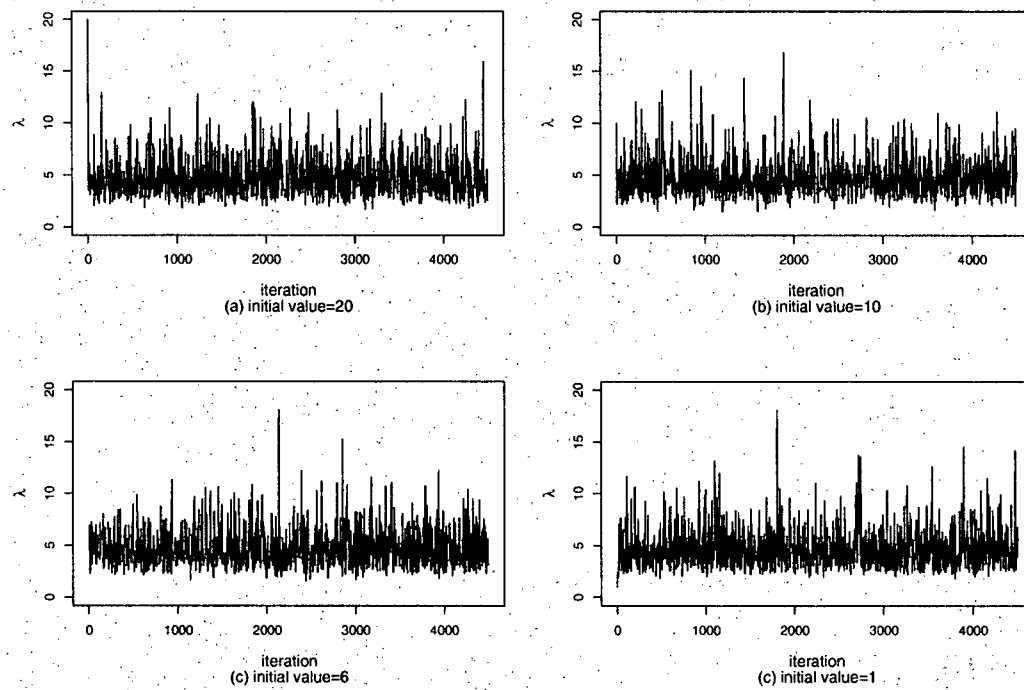 20
15
10
5
0
λ
0 1000 2000 3000 4000
iteration
(a) initial value=20
20
15
10
5
0
λ
0 1000 2000 3000 4000
iteration
(b) initial value=10
20
15
10
5
0
λ
0 1000 2000 3000 4000
iteration
(c) initial value=6
20
15
10
5
0
λ
0 1000 2000 3000 4000
iteration
(c) initial value=1